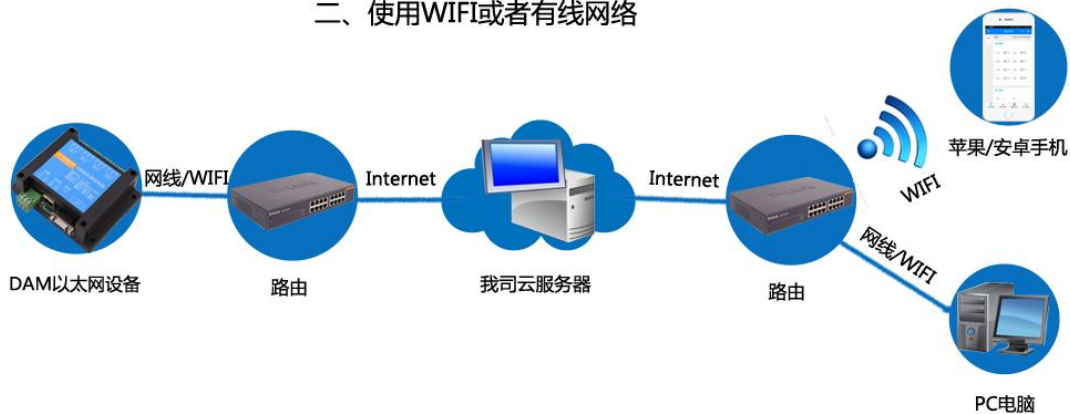 二、使用WIFI或者有线网络
苹果/安卓手机
网线/WIFI
Internet
Internet
WIFI
网线/WIFI
DAM以太网设备
路由
我司云服务器
路由
PC电脑